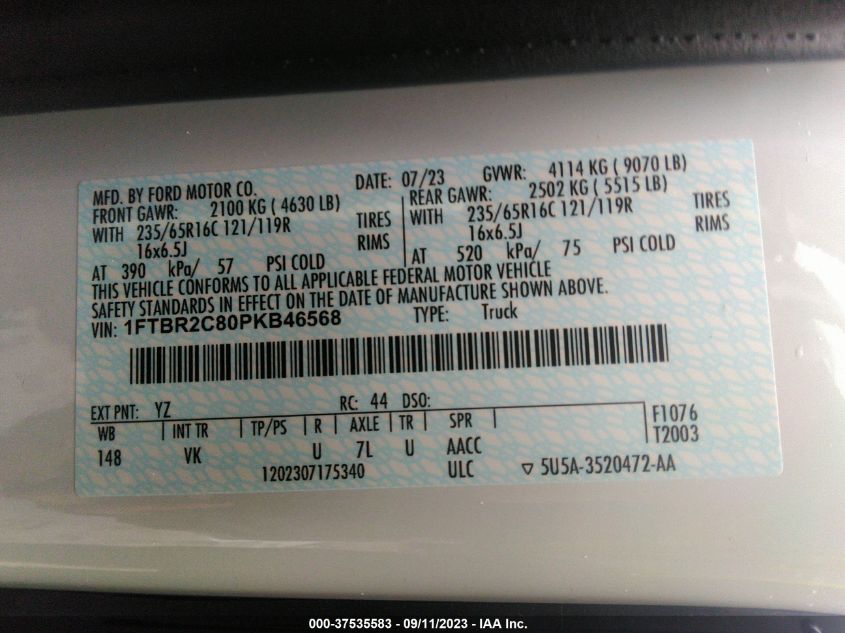 MFD. BY FORD MOTOR CO. DATE: 07/23 GVWR: 4114 KG ( 9070 LB)
FRONT GAWR: 2100 KG ( 4630 LB) REAR GAWR: 2502 KG ( 5515 LB)
WITH 235/65R16C 121/119R TIRES WITH 235/65R16C 121/119R TIRES
16x6.5J RIMS 16x6.5J RIMS
AT 390 kPa/ 57 PSI COLD AT 520 kPa/ 75 PSI COLD
THIS VEHICLE CONFORMS TO ALL APPLICABLE FEDERAL MOTOR VEHICLE
SAFETY STANDARDS IN EFFECT ON THE DATE OF MANUFACTURE SHOWN ABOVE.
VIN: 1FTBR2C80PKB46568 TYPE: Truck
EXT PNT: YZ RC: 44 DSO:
WB INT TR TP/PS R AXLE TR SPR F1076
148 VK U 7L U AACC T2003
1202307175340 ULC ▽ 5U5A-3520472-AA
000-37535583 - 09/11/2023 - IAA Inc.